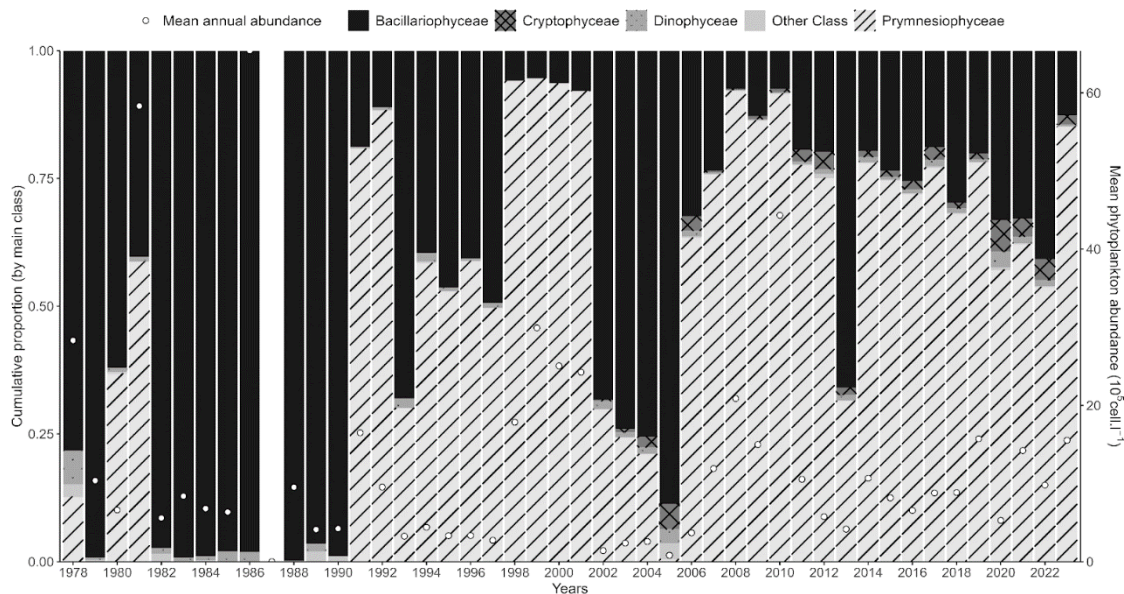 Mean annual abundance Bacillariophyceae Cryptophyceae Dinophyceae Other Class Prymnesiophyceae
Cumulative proportion (by main class)
1.00
0.75
0.50
0.25
0.00
1978 1980 1982 1984 1986 1988 1990 1992 1994 1996 1998 2000 2002 2004 2006 2008 2010 2012 2014 2016 2018 2020 2022
Years
60
40
20
0
Mean phytoplankton abundance (10⁵cell.l⁻¹)